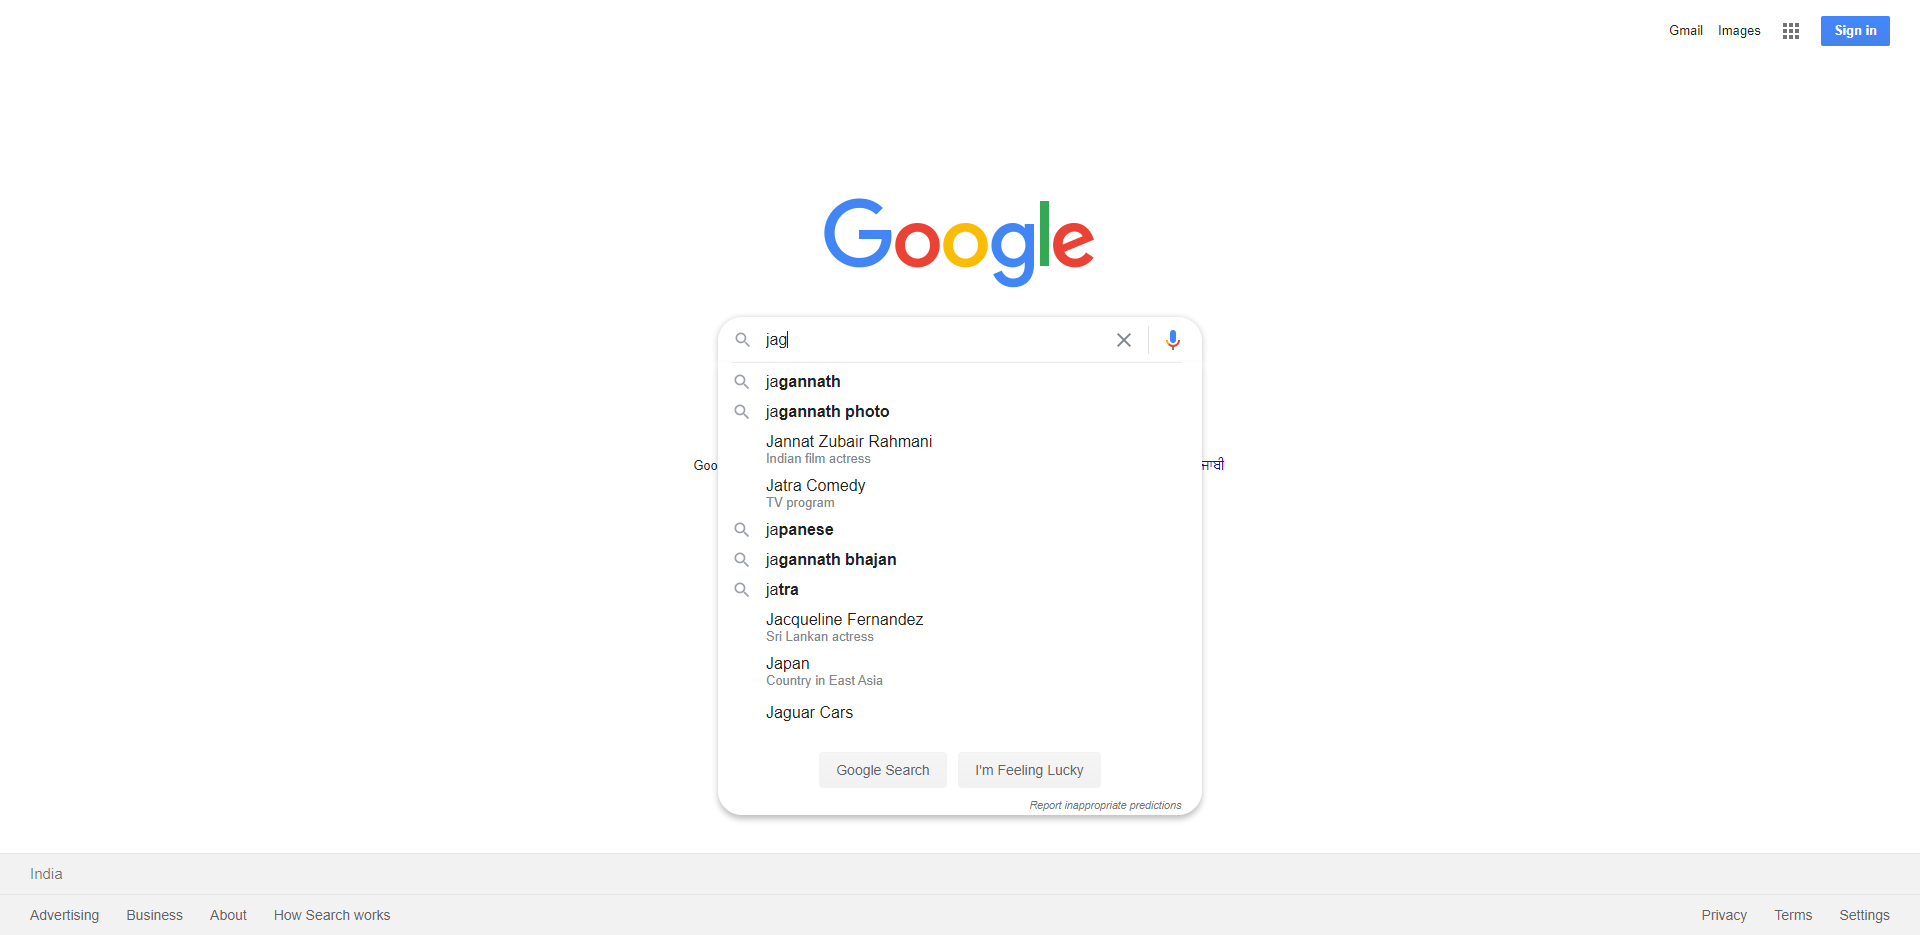 Gmail Images Sign in
Google
jag
jagannath
jagannath photo
Jannat Zubair Rahmani
Indian film actress
Goo
ਜਾਬੀ
Jatra Comedy
TV program
japanese
jagannath bhajan
jatra
Jacqueline Fernandez
Sri Lankan actress
Japan
Country in East Asia
Jaguar Cars
Google Search I'm Feeling Lucky
Report inappropriate predictions
India
Advertising Business About How Search works Privacy Terms Settings